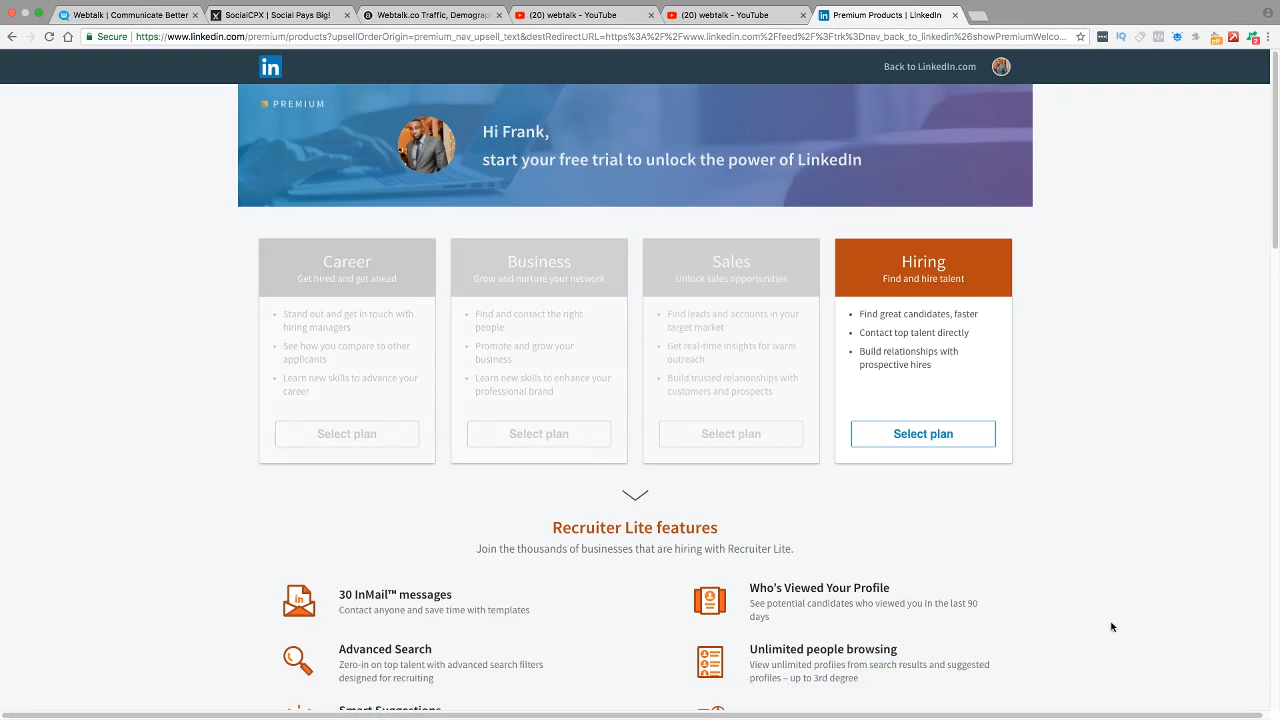 Webtalk | Communicate Better
SocialCPX | Social Pays Big!
Webtalk.co Traffic, Demograp
(20) webtalk - YouTube
(20) webtalk - YouTube
Premium Products | LinkedIn
Secure
https://www.linkedin.com/premium/products?upsellOrderOrigin=premium_nav_upsell_text&destRedirectURL=https%3A%2F%2Fwww.linkedin.com%2Ffeed%2F%3Ftrk%3Dnav_back_to_linkedin%26showPremiumWelco...
in
Back to LinkedIn.com
PREMIUM
Hi Frank,
start your free trial to unlock the power of LinkedIn
Career
Get hired and get ahead
Stand out and get in touch with
hiring managers
See how you compare to other
applicants
Learn new skills to advance your
career
Select plan
Business
Grow and nurture your network
Find and contact the right
people
Promote and grow your
business
Learn new skills to enhance your
professional brand
Select plan
Sales
Unlock sales opportunities
Find leads and accounts in your
target market
Get real-time insights for warm
outreach
Build trusted relationships with
customers and prospects
Select plan
Hiring
Find and hire talent
Find great candidates, faster
Contact top talent directly
Build relationships with
prospective hires
Select plan
Recruiter Lite features
Join the thousands of businesses that are hiring with Recruiter Lite.
30 InMail™ messages
Contact anyone and save time with templates
Who's Viewed Your Profile
See potential candidates who viewed you in the last 90
days
Advanced Search
Zero-in on top talent with advanced search filters
designed for recruiting
Unlimited people browsing
View unlimited profiles from search results and suggested
profiles – up to 3rd degree
Smart Suggestions